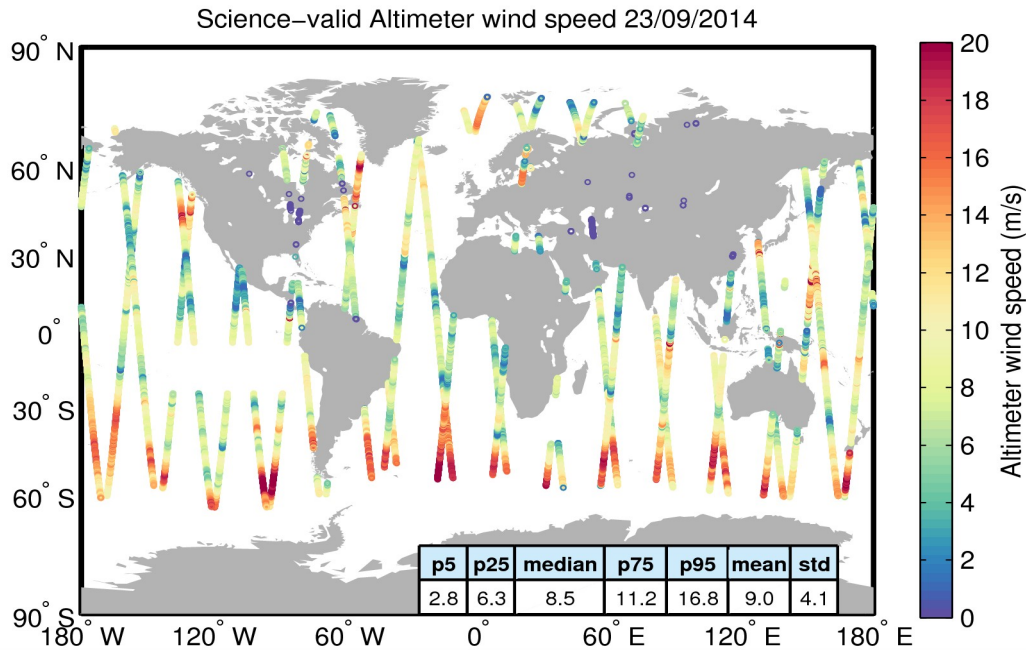 Science−valid Altimeter wind speed 23/09/2014
90° N
60° N
30° N
0°
30° S
60° S
90° S
180° W
120° W
60° W
0°
60° E
120° E
180° E
p5 p25 median p75 p95 mean std
2.8 6.3 8.5 11.2 16.8 9.0 4.1
20
18
16
14
12
10
8
6
4
2
0
Altimeter wind speed (m/s)